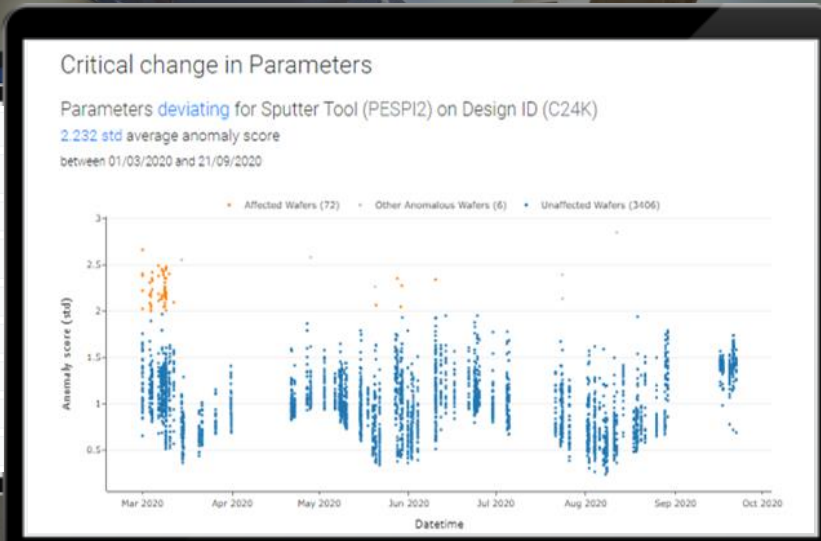 Critical change in Parameters
Parameters deviating for Sputter Tool (PESPI2) on Design ID (C24K)
2.232 std average anomaly score
between 01/03/2020 and 21/09/2020
Affected Wafers (72) Other Anomalous Wafers (6) Unaffected Wafers (3406)
3
2.5
2
1.5
1
0.5
Anomaly score (std)
Mar 2020 Apr 2020 May 2020 Jun 2020 Jul 2020 Aug 2020 Sep 2020 Oct 2020
Datetime